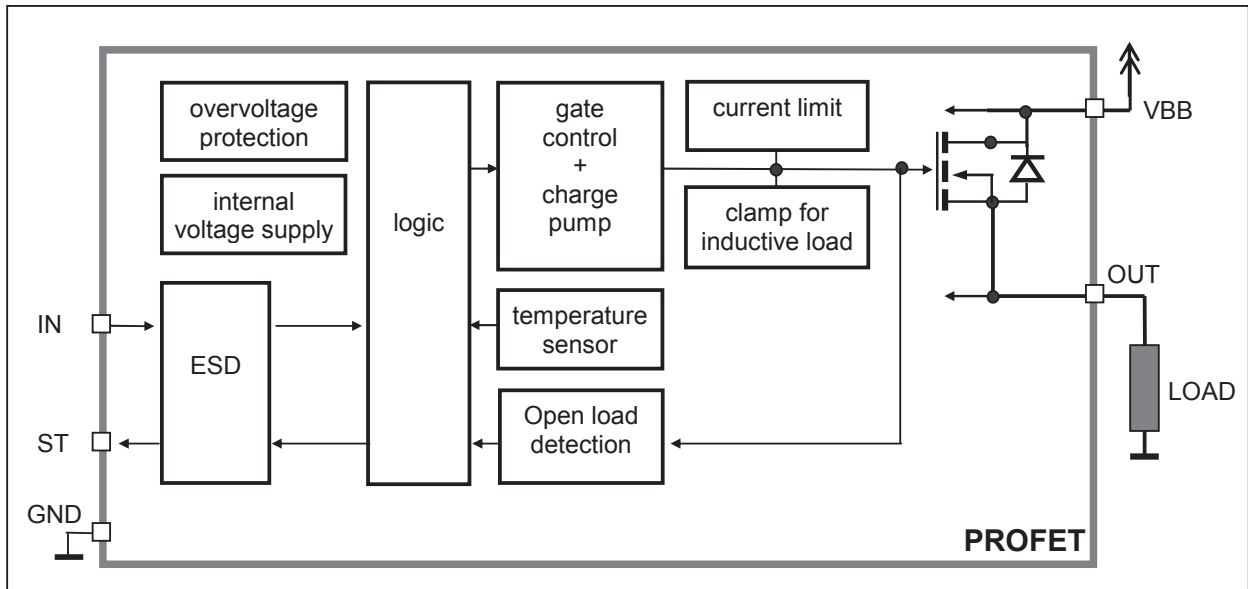 overvoltage
protection
internal
voltage supply
logic
gate
control
+
charge
pump
current limit
clamp for
inductive load
VBB
OUT
IN
ESD
temperature
sensor
LOAD
ST
Open load
detection
GND
PROFET